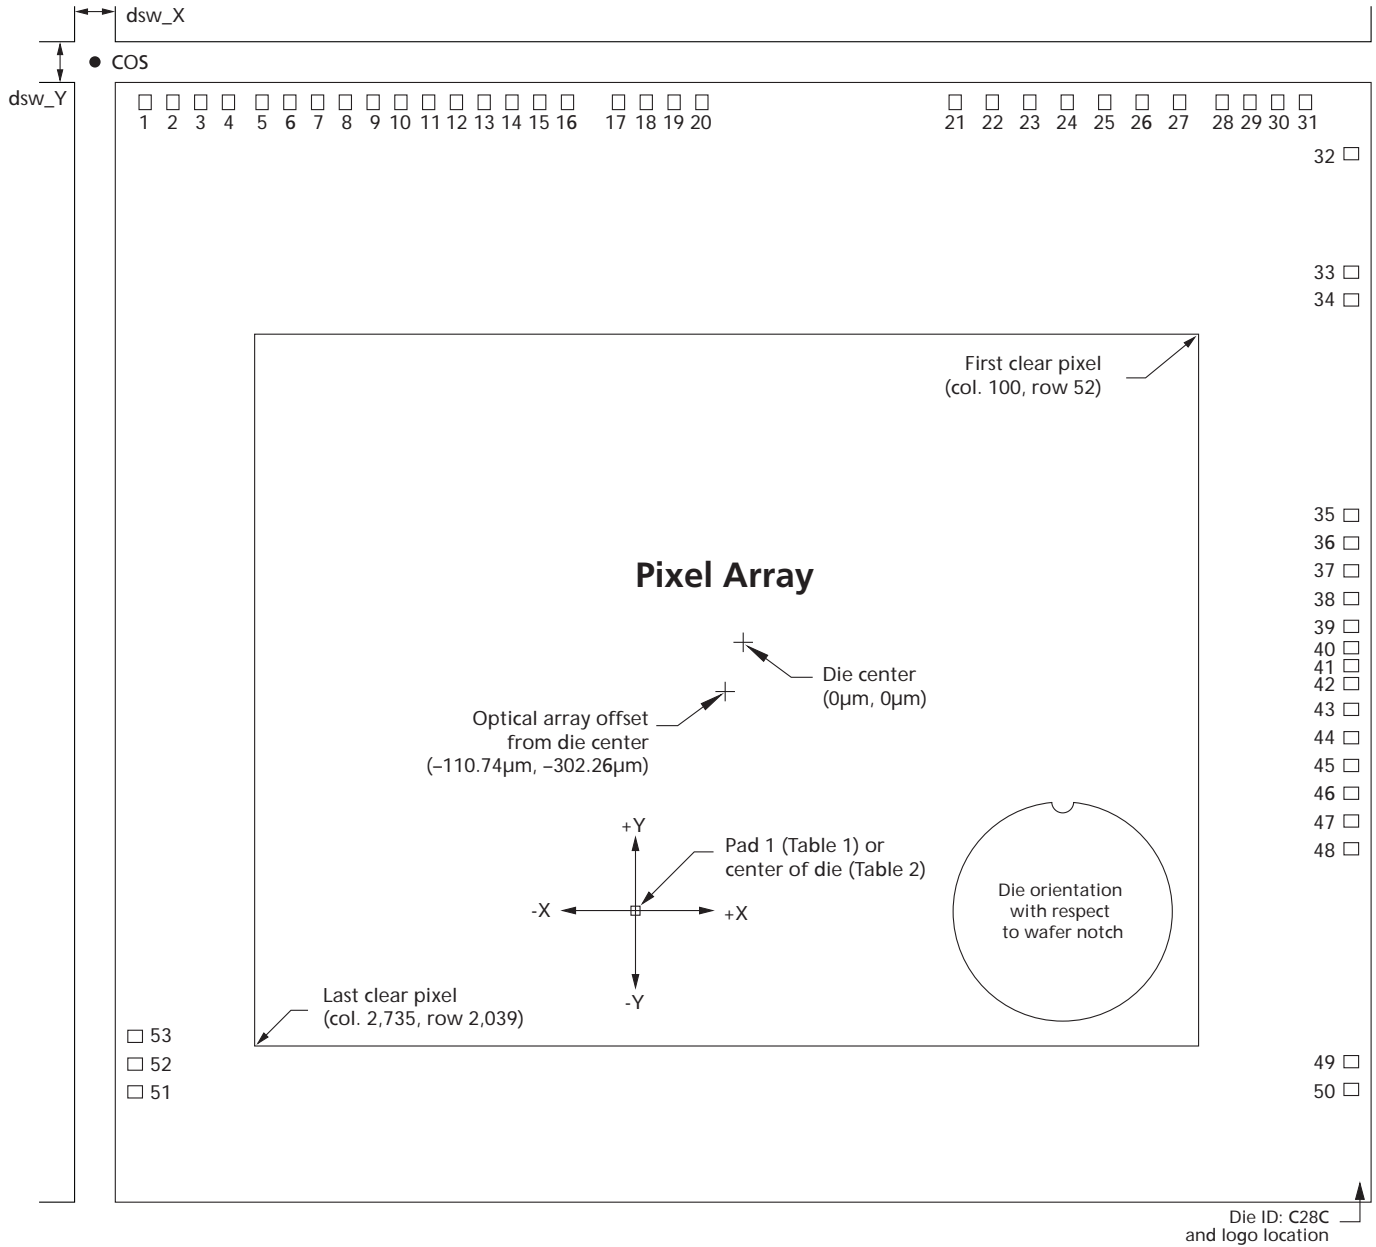 dsw_X
COS
dsw_Y
1 2 3 4 5 6 7 8 9 10 11 12 13 14 15 16 17 18 19 20 21 22 23 24 25 26 27 28 29 30 31
32
33
34
First clear pixel
(col. 100, row 52)
35
36
37
38
39
40
41
42
43
44
45
46
47
48
Pixel Array
Die center
(0µm, 0µm)
Optical array offset
from die center
(–110.74µm, –302.26µm)
+Y
Pad 1 (Table 1) or
center of die (Table 2)
-X
+X
-Y
Die orientation
with respect
to wafer notch
Last clear pixel
(col. 2,735, row 2,039)
53
52
51
49
50
Die ID: C28C
and logo location